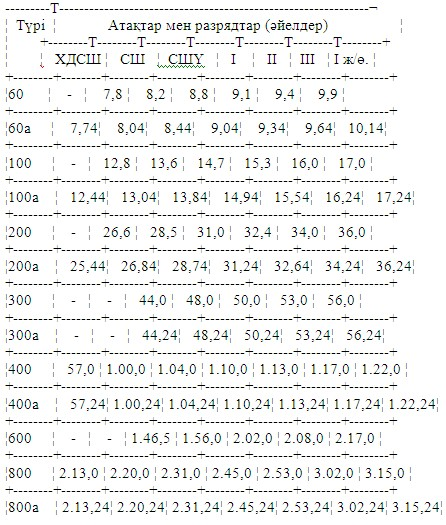 --------Т---------------------------------------------------¬
¦ Түрі ¦ Атақтар мен разрядтар (әйелдер) ¦
¦ +-------Т-------Т-------Т-------Т-------Т-------Т--------+
¦ ¦ ХДСШ ¦ СШ ¦ СШҮ ¦ I ¦ II ¦ III ¦ I ж/ө. ¦
+-------+-------+-------+-------+-------+-------+-------+--------+
¦60 ¦ - ¦ 7,8 ¦ 8,2 ¦ 8,8 ¦ 9,1 ¦ 9,4 ¦ 9,9 ¦
+-------+-------+-------+-------+-------+-------+-------+--------+
¦60а ¦ 7,74¦ 8,04¦ 8,44¦ 9,04¦ 9,34¦ 9,64¦ 10,14¦
+-------+-------+-------+-------+-------+-------+-------+--------+
¦100 ¦ - ¦ 12,8 ¦ 13,6 ¦ 14,7 ¦ 15,3 ¦ 16,0 ¦ 17,0 ¦
+-------+-------+-------+-------+-------+-------+-------+--------+
¦100а ¦ 12,44¦ 13,04¦ 13,84¦ 14,94¦ 15,54¦ 16,24¦ 17,24¦
+-------+-------+-------+-------+-------+-------+-------+--------+
¦200 ¦ - ¦ 26,6 ¦ 28,5 ¦ 31,0 ¦ 32,4 ¦ 34,0 ¦ 36,0 ¦
+-------+-------+-------+-------+-------+-------+-------+--------+
¦200а ¦ 25,44¦ 26,84¦ 28,74¦ 31,24¦ 32,64¦ 34,24¦ 36,24¦
+-------+-------+-------+-------+-------+-------+-------+--------+
¦300 ¦ - ¦ - ¦ 44,0 ¦ 48,0 ¦ 50,0 ¦ 53,0 ¦ 56,0 ¦
+-------+-------+-------+-------+-------+-------+-------+--------+
¦300а ¦ - ¦ - ¦ 44,24¦ 48,24¦ 50,24¦ 53,24¦ 56,24¦
+-------+-------+-------+-------+-------+-------+-------+--------+
¦400 ¦ 57,0 ¦ 1.00,0 ¦ 1.04,0 ¦ 1.10,0 ¦ 1.13,0 ¦ 1.17,0 ¦ 1.22,0 ¦
+-------+-------+-------+-------+-------+-------+-------+--------+
¦400а ¦ 57,24¦ 1.00,24¦ 1.04,24¦ 1.10,24¦ 1.13,24¦ 1.17,24¦ 1.22,24¦
+-------+-------+-------+-------+-------+-------+-------+--------+
¦600 ¦ - ¦ - ¦ 1.46,5 ¦ 1.56,0 ¦ 2.02,0 ¦ 2.08,0 ¦ 2.17,0 ¦
+-------+-------+-------+-------+-------+-------+-------+--------+
¦800 ¦ 2.13,0 ¦ 2.20,0 ¦ 2.31,0 ¦ 2.45,0 ¦ 2.53,0 ¦ 3.02,0 ¦ 3.15,0 ¦
+-------+-------+-------+-------+-------+-------+-------+--------+
¦800а ¦ 2.13,24¦ 2.20,24¦ 2.31,24¦ 2.45,24¦ 2.53,24¦ 3.02,24¦ 3.15,24¦